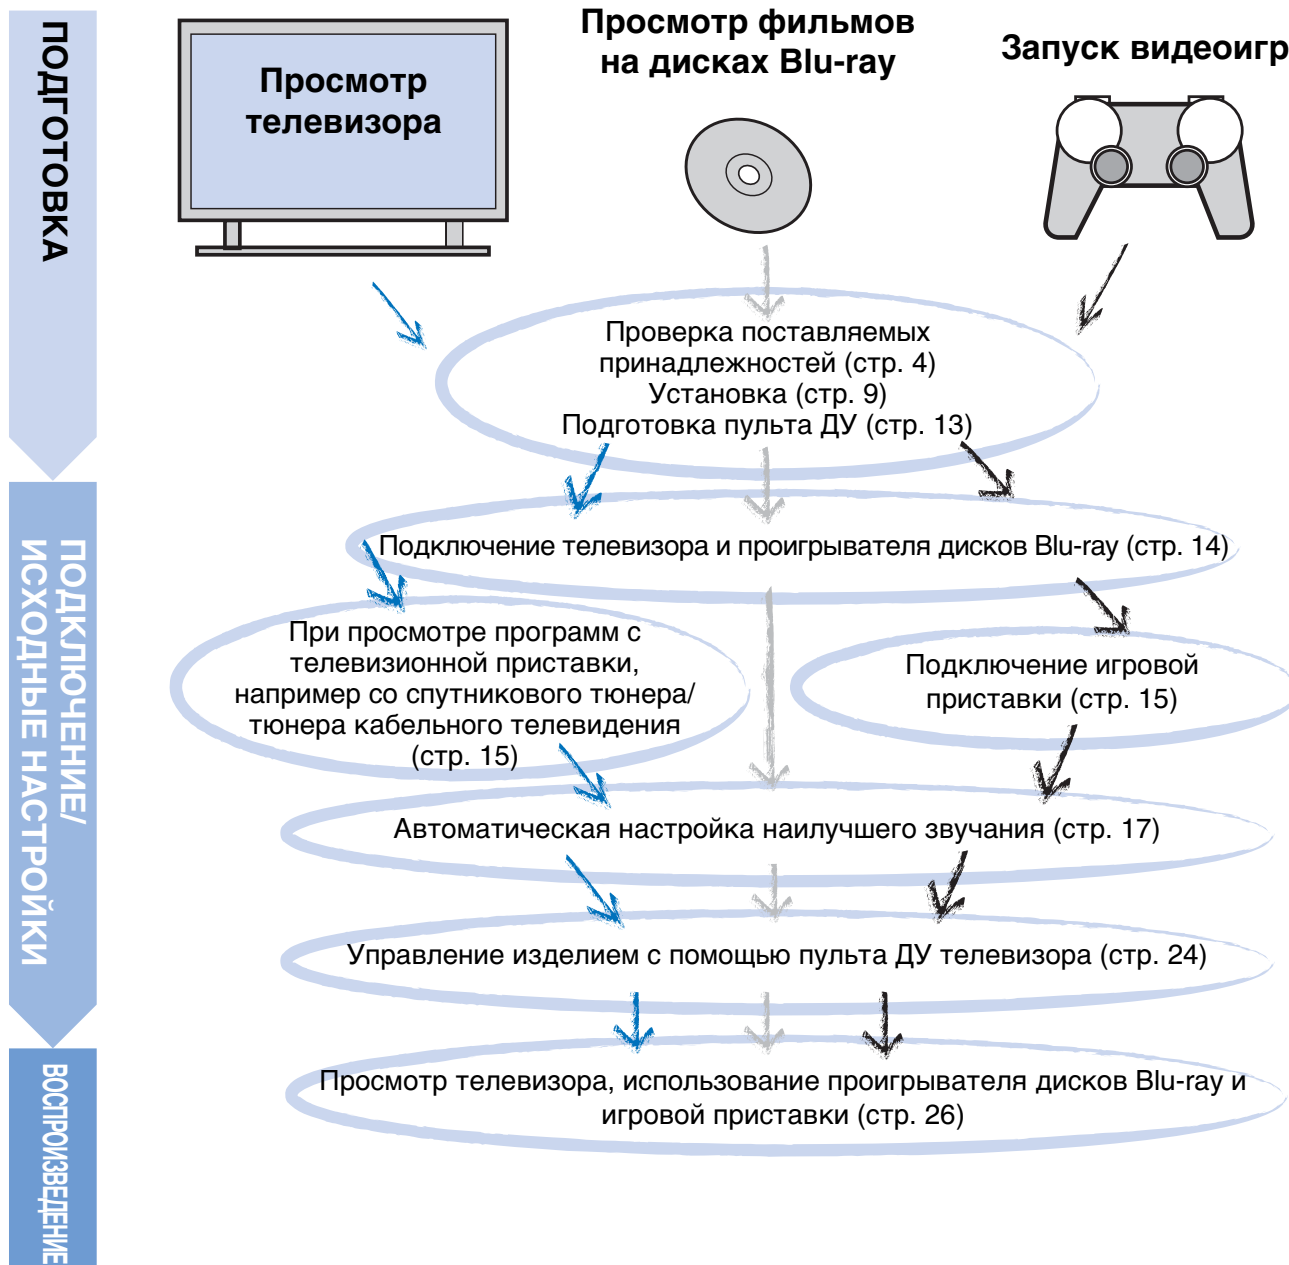 ПОДГОТОВКА
Просмотр
телевизора
Просмотр фильмов
на дисках Blu-ray
Запуск видеоигр
Проверка поставляемых
принадлежностей (стр. 4)
Установка (стр. 9)
Подготовка пульта ДУ (стр. 13)
ПОДКЛЮЧЕНИЕ/
ИСХОДНЫЕ НАСТРОЙКИ
Подключение телевизора и проигрывателя дисков Blu-ray (стр. 14)
При просмотре программ с
телевизионной приставки,
например со спутникового тюнера/
тюнера кабельного телевидения
(стр. 15)
Подключение игровой
приставки (стр. 15)
Автоматическая настройка наилучшего звучания (стр. 17)
Управление изделием с помощью пульта ДУ телевизора (стр. 24)
ВОСПРОИЗВЕДЕНИЕ
Просмотр телевизора, использование проигрывателя дисков Blu-ray и
игровой приставки (стр. 26)